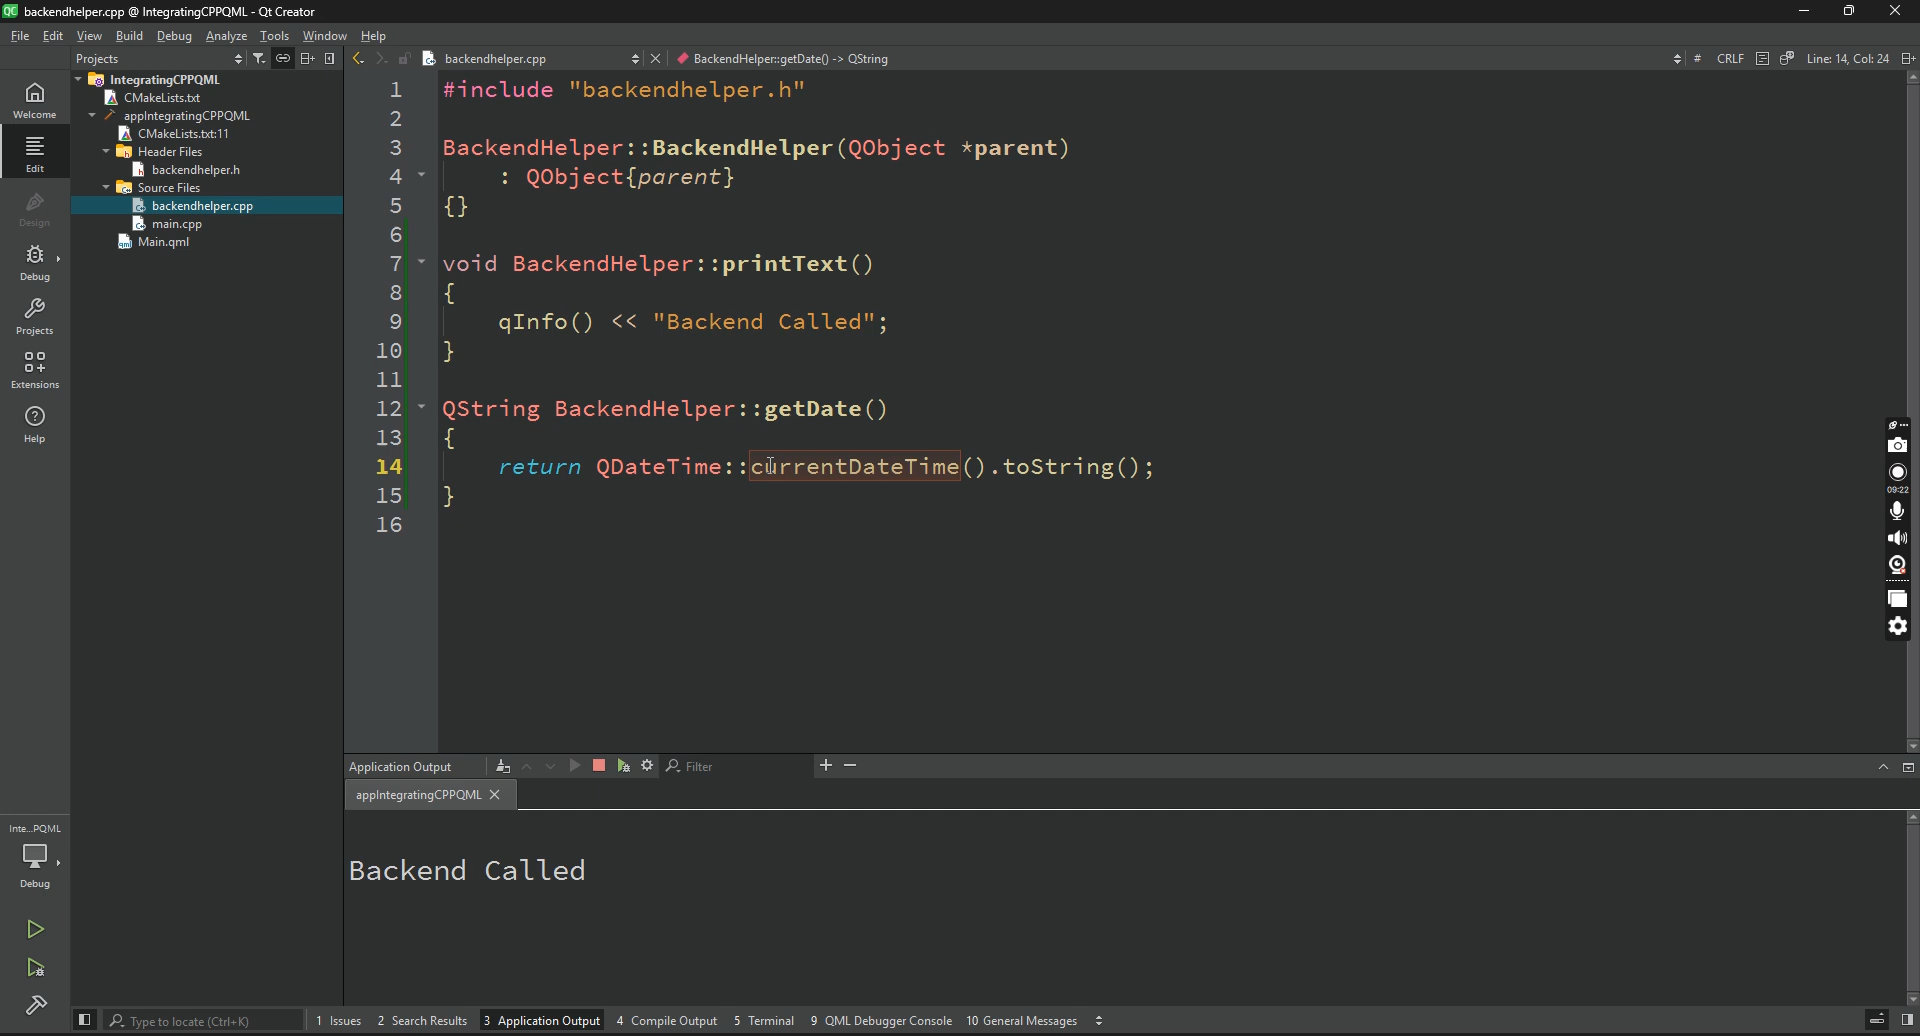 backendhelper.cpp @ IntegratingCPPQML - Qt Creator
File Edit View Build Debug Analyze Tools Window Help
Projects
backendhelper.cpp
BackendHelper::getDate() -> QString
# CRLF Line: 14, Col: 24
Welcome
Edit
Design
Debug
Projects
Extensions
Help
IntegratingCPPQML
CMakeLists.txt
appIntegratingCPPQML
CMakeLists.txt:11
Header Files
backendhelper.h
Source Files
backendhelper.cpp
main.cpp
Main.qml
1 #include "backendhelper.h"
2
3 BackendHelper::BackendHelper(QObject *parent)
4 : QObject{parent}
5 {}
6
7 void BackendHelper::printText()
8 {
9 qInfo() << "Backend Called";
10 }
11
12 QString BackendHelper::getDate()
13 {
14 return QDateTime::currentDateTime().toString();
15 }
16
09:22
Application Output
Filter
appIntegratingCPPQML
Backend Called
Inte...PQML
Debug
Type to locate (Ctrl+K)
1 Issues 2 Search Results 3 Application Output 4 Compile Output 5 Terminal 9 QML Debugger Console 10 General Messages